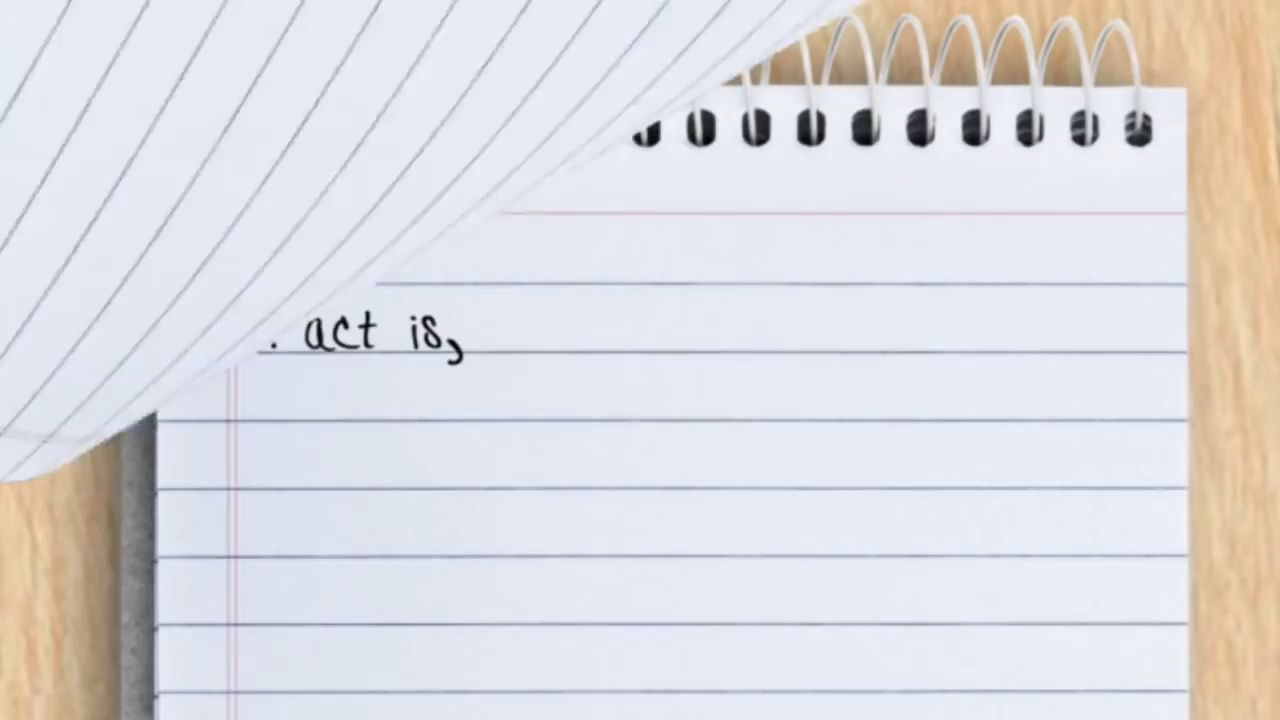 . act is,